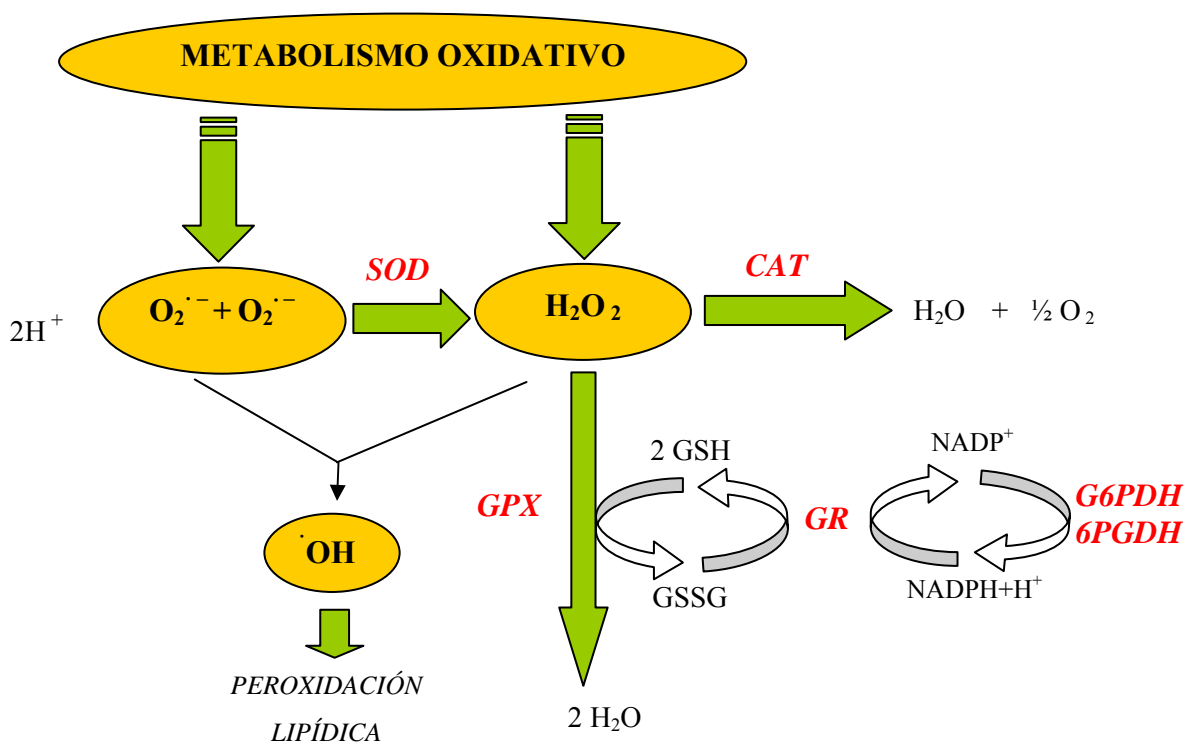 METABOLISMO OXIDATIVO
SOD
CAT
2H⁺
O₂˙⁻ + O₂˙⁻
H₂O₂
H₂O + ½ O₂
2 GSH
NADP⁺
GPX
GR
G6PDH
6PGDH
˙OH
GSSG
NADPH+H⁺
PEROXIDACIÓN
LIPÍDICA
2 H₂O